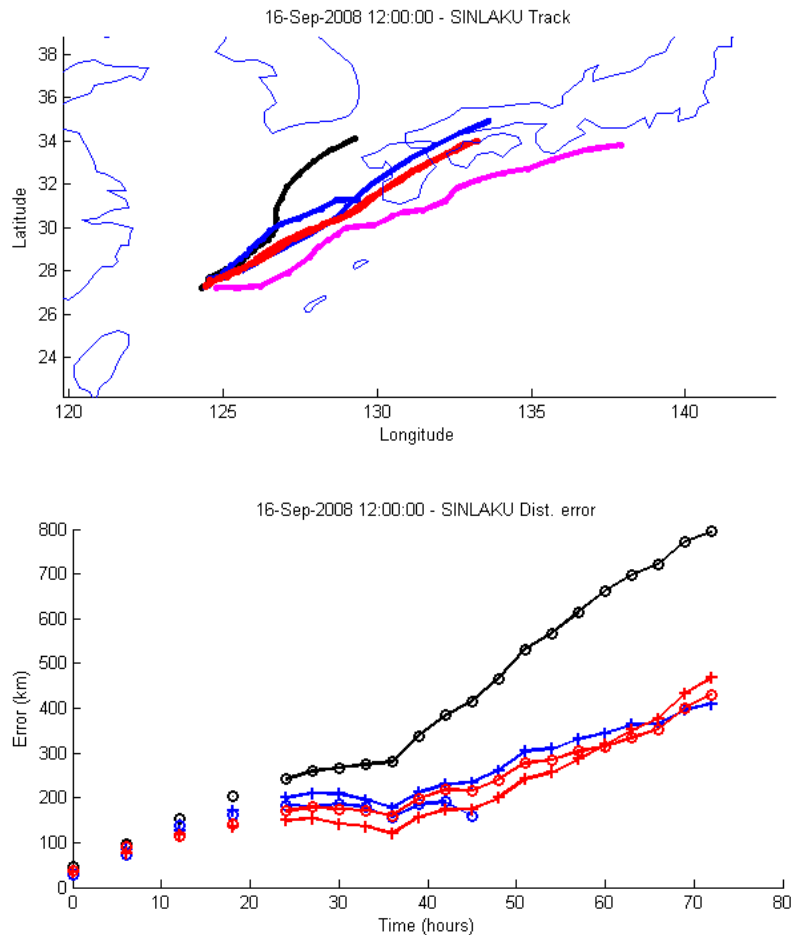 16-Sep-2008 12:00:00 - SINLAKU Track
38
36
34
32
30
28
26
24
Latitude
120 125 130 135 140
Longitude
16-Sep-2008 12:00:00 - SINLAKU Dist. error
800
700
600
500
400
300
200
100
0
Error (km)
0 10 20 30 40 50 60 70 80
Time (hours)